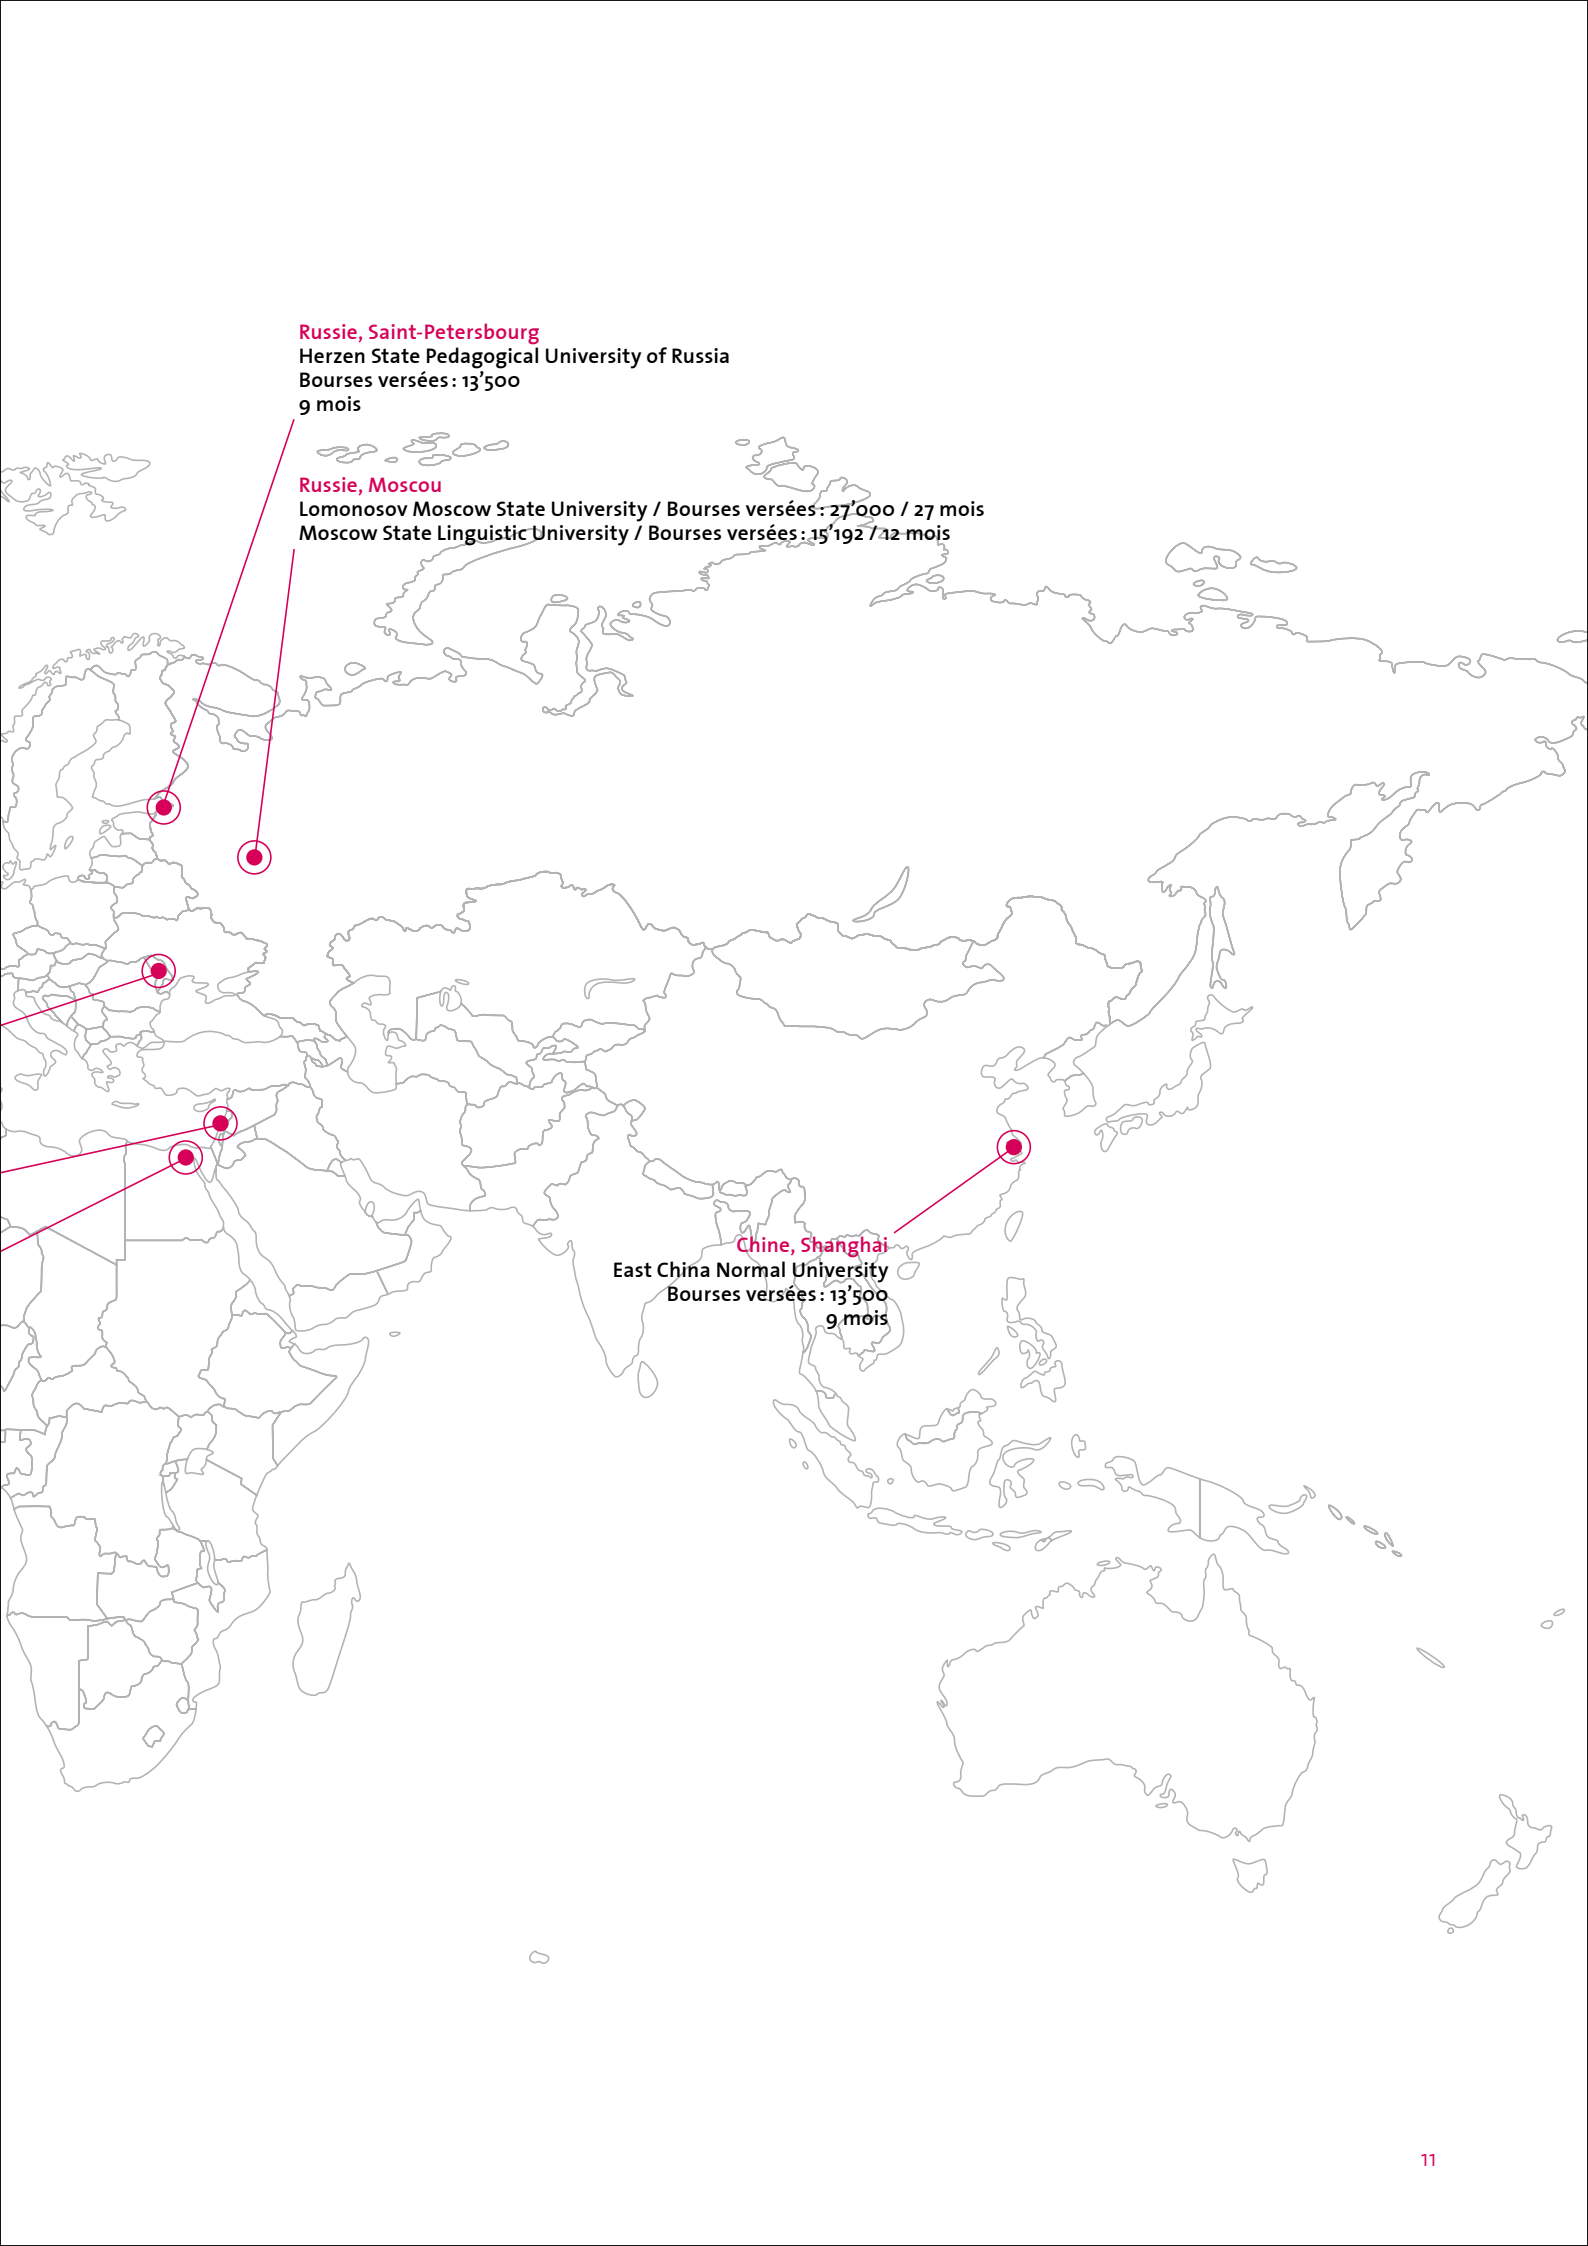 Russie, Saint-Petersbourg
Herzen State Pedagogical University of Russia
Bourses versées : 13’500
9 mois
Russie, Moscou
Lomonosov Moscow State University / Bourses versées : 27’000 / 27 mois
Moscow State Linguistic University / Bourses versées : 15’192 / 12 mois
Chine, Shanghai
East China Normal University
Bourses versées : 13’500
9 mois
11